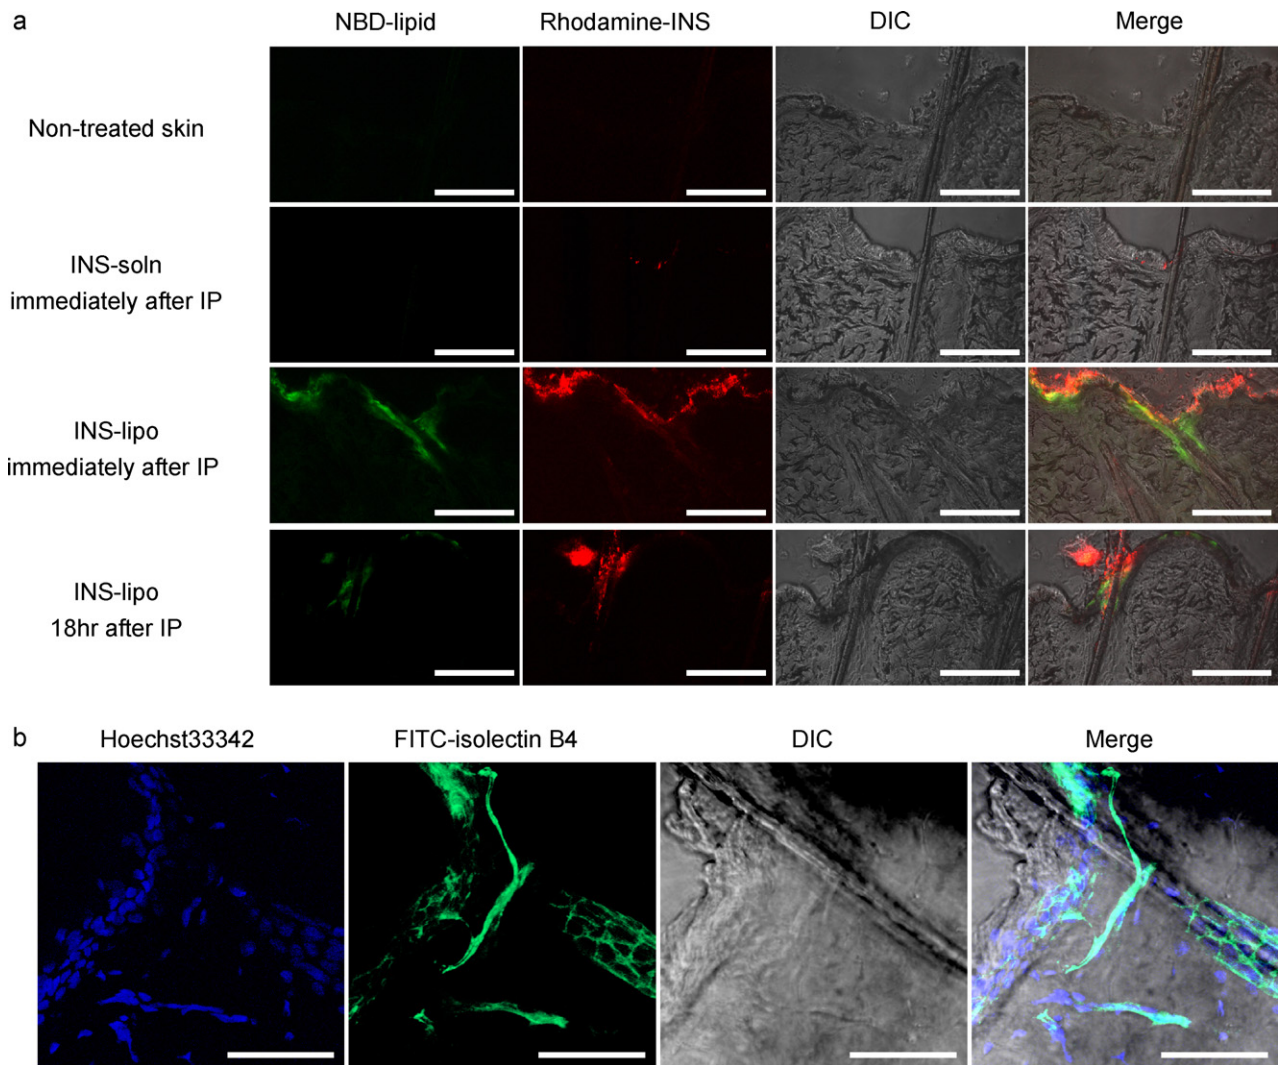 a
NBD-lipid
Rhodamine-INS
DIC
Merge
Non-treated skin
INS-soln
immediately after IP
INS-lipo
immediately after IP
INS-lipo
18hr after IP
b
Hoechst33342
FITC-isolectin B4
DIC
Merge